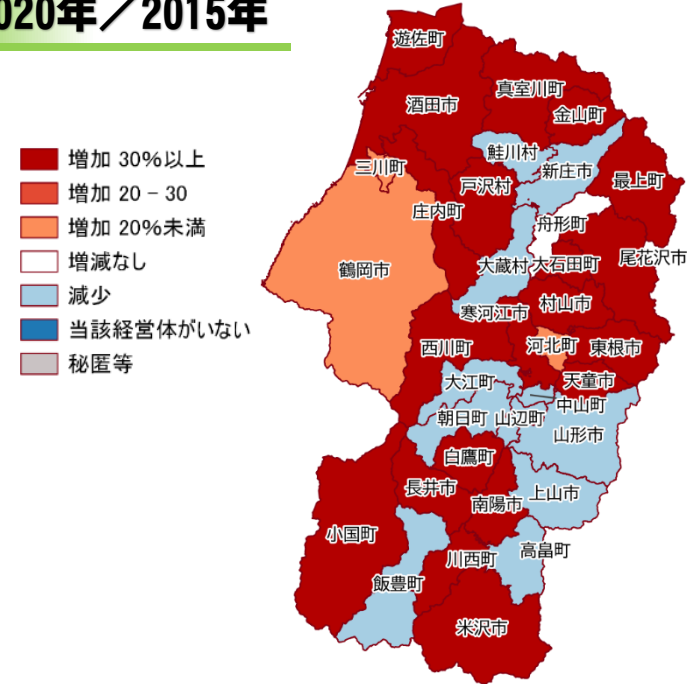 020年／2015年
遊佐町
真室川町
酒田市
金山町
増加 30％以上
鮭川村
三川町
新庄市
最上町
戸沢村
増加 20 – 30
庄内町
増加 20％未満
舟形町
増減なし
尾花沢市
鶴岡市
大蔵村
大石田町
減少
村山市
寒河江市
当該経営体がいない
西川町
河北町
東根市
秘匿等
大江町
天童市
中山町
朝日町
山辺町
山形市
白鷹町
長井市
上山市
南陽市
小国町
高畠町
川西町
飯豊町
米沢市